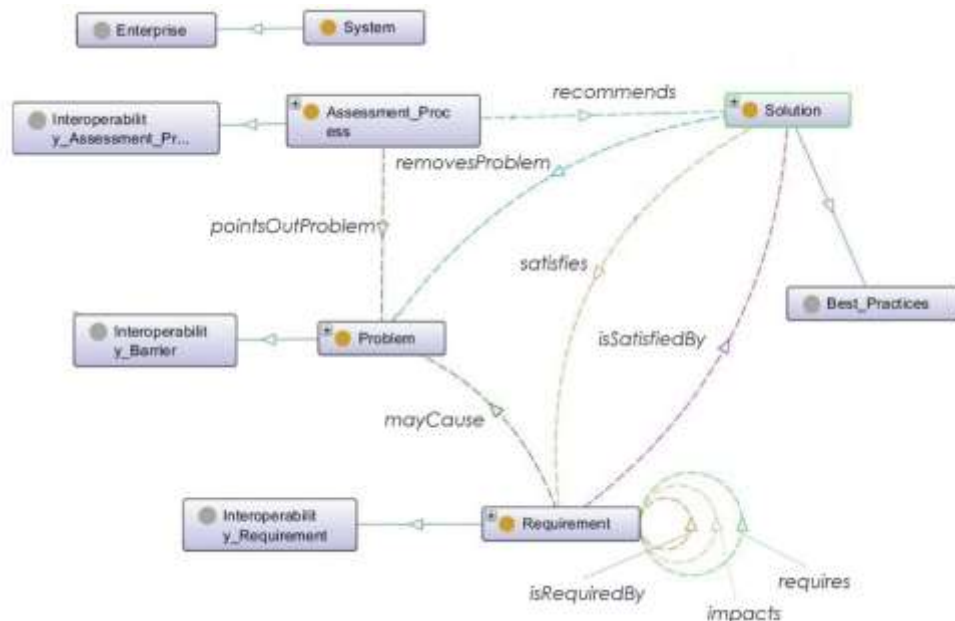 Enterprise
System
Interoperabilit
y_Assessment_Pr...
Assessment_Proc
ess
recommends
Solution
removesProblem
pointsOutProblem
satisfies
Best_Practices
Interoperabilit
y_Barrier
Problem
isSatisfiedBy
mayCause
Interoperabilit
y_Requirement
Requirement
isRequiredBy
requires
impacts